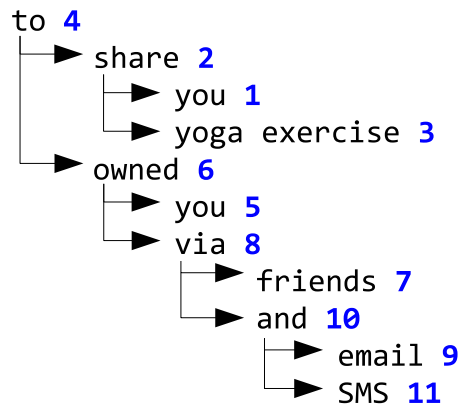 to 4
share 2
you 1
yoga exercise 3
owned 6
you 5
via 8
friends 7
and 10
email 9
SMS 11